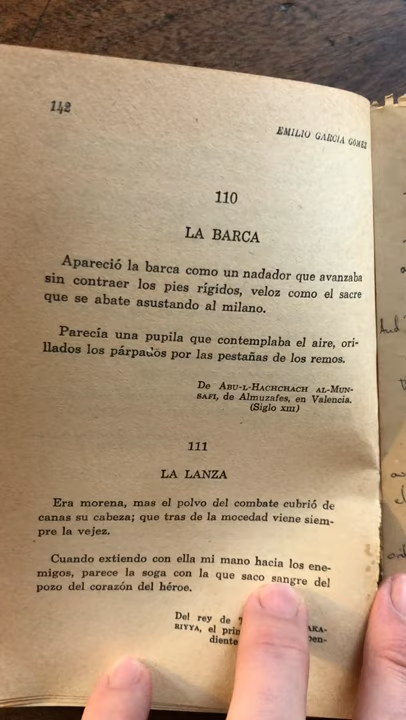 142
EMILIO GARCIA GÓMEZ
110
LA BARCA
Apareció la barca como un nadador que avanzaba
sin contraer los pies rígidos, veloz como el sacre
que se abate asustando al milano.
Parecía una pupila que contemplaba el aire, ori-
llados los párpados por las pestañas de los remos.
De ABU-L-HACHCHACH AL-MUN-
SAFI, de Almuzafes, en Valencia.
(Siglo XIII)
111
LA LANZA
Era morena, mas el polvo del combate cubrió de
canas su cabeza; que tras de la mocedad viene siem-
pre la vejez.
Cuando extiendo con ella mi mano hacia los ene-
migos, parece la soga con la que saco sangre del
pozo del corazón del héroe.
Del rey de
RIYYA, el
diente